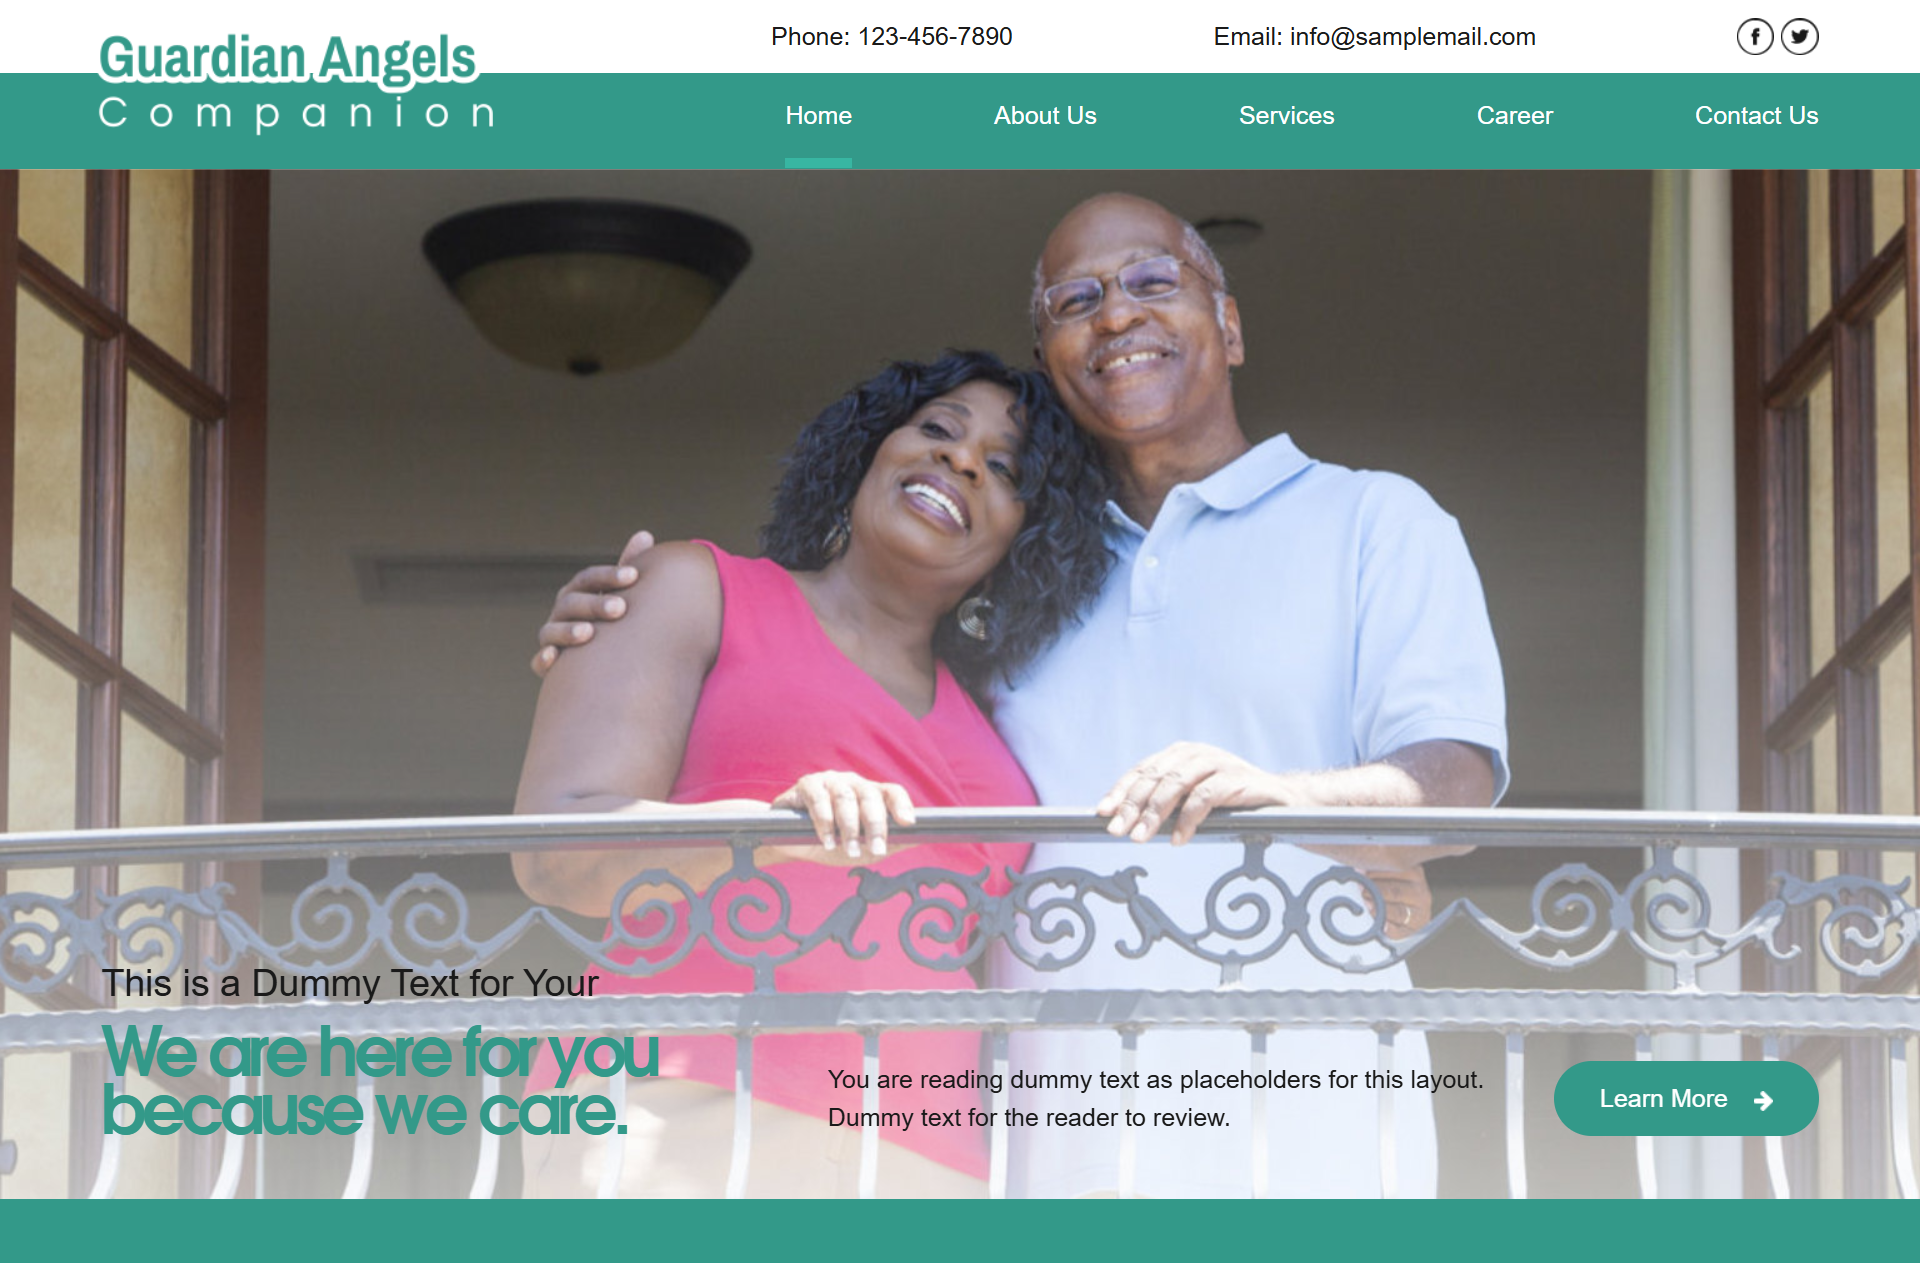 Guardian Angels
Companion
Phone: 123-456-7890
Email: info@samplemail.com
Home
About Us
Services
Career
Contact Us
This is a Dummy Text for Your
We are here for you
because we care.
You are reading dummy text as placeholders for this layout.
Dummy text for the reader to review.
Learn More